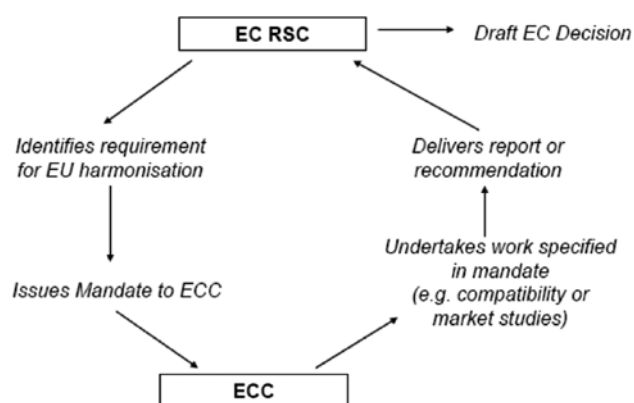 EC RSC
Draft EC Decision
Identifies requirement
for EU harmonisation
Delivers report or
recommendation
Undertakes work specified
in mandate
(e.g. compatibility or
market studies)
Issues Mandate to ECC
ECC